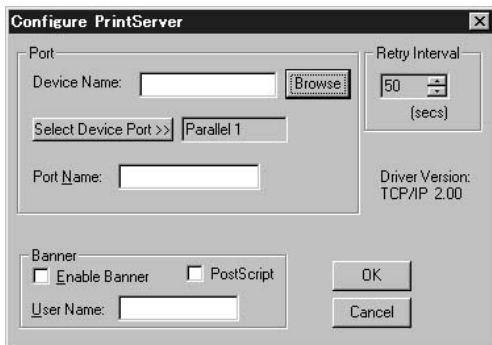 Configure PrintServer
Port
Device Name:
Browse
Select Device Port >>
Parallel 1
Port Name:
Retry Interval
50
(secs)
Driver Version:
TCP/IP 2.00
Banner
Enable Banner
PostScript
User Name:
OK
Cancel